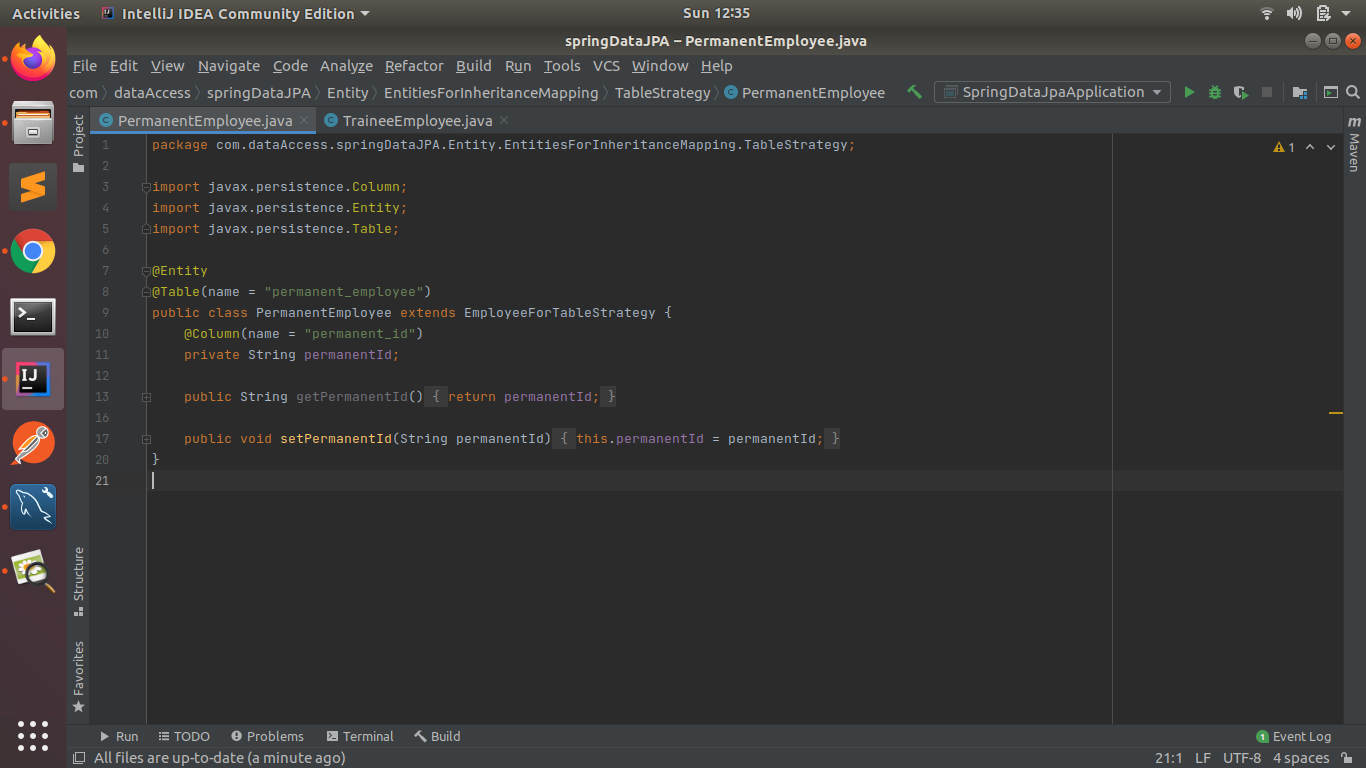 Activities IntelliJ IDEA Community Edition Sun 12:35
springDataJPA – PermanentEmployee.java
File Edit View Navigate Code Analyze Refactor Build Run Tools VCS Window Help
com dataAccess springDataJPA Entity EntitiesForInheritanceMapping TableStrategy PermanentEmployee SpringDataJpaApplication
PermanentEmployee.java TraineeEmployee.java
Project
Maven
1 package com.dataAccess.springDataJPA.Entity.EntitiesForInheritanceMapping.TableStrategy; 1
2
3 import javax.persistence.Column;
4 import javax.persistence.Entity;
5 import javax.persistence.Table;
6
7 @Entity
8 @Table(name = "permanent_employee")
9 public class PermanentEmployee extends EmployeeForTableStrategy {
10 @Column(name = "permanent_id")
11 private String permanentId;
12
13 public String getPermanentId() { return permanentId; }
16
17 public void setPermanentId(String permanentId) { this.permanentId = permanentId; }
20 }
21
Structure
Favorites
Run TODO Problems Terminal Build 1 Event Log
All files are up-to-date (a minute ago) 21:1 LF UTF-8 4 spaces